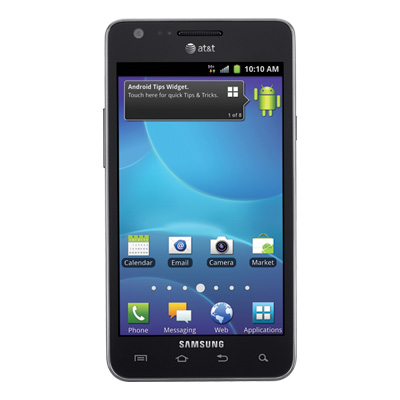 at&t
10:10 AM
Android Tips Widget.
Touch here for quick Tips & Tricks.
1 of 8
Calendar
Email
Camera
Market
Phone
Messaging
Web
Applications
SAMSUNG